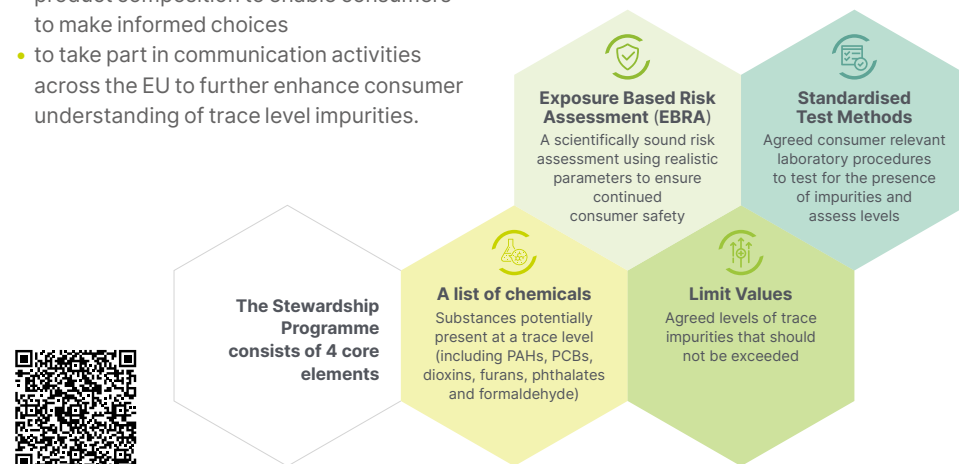 to make informed choices
• to take part in communication activities
across the EU to further enhance consumer
understanding of trace level impurities.
The Stewardship
Programme
consists of 4 core
elements
A list of chemicals
Substances potentially
present at a trace level
(including PAHs, PCBs,
dioxins, furans, phthalates
and formaldehyde)
Exposure Based Risk
Assessment (EBRA)
A scientifically sound risk
assessment using realistic
parameters to ensure
continued
consumer safety
Limit Values
Agreed levels of trace
impurities that should
not be exceeded
Standardised
Test Methods
Agreed consumer relevant
laboratory procedures
to test for the presence
of impurities and
assess levels